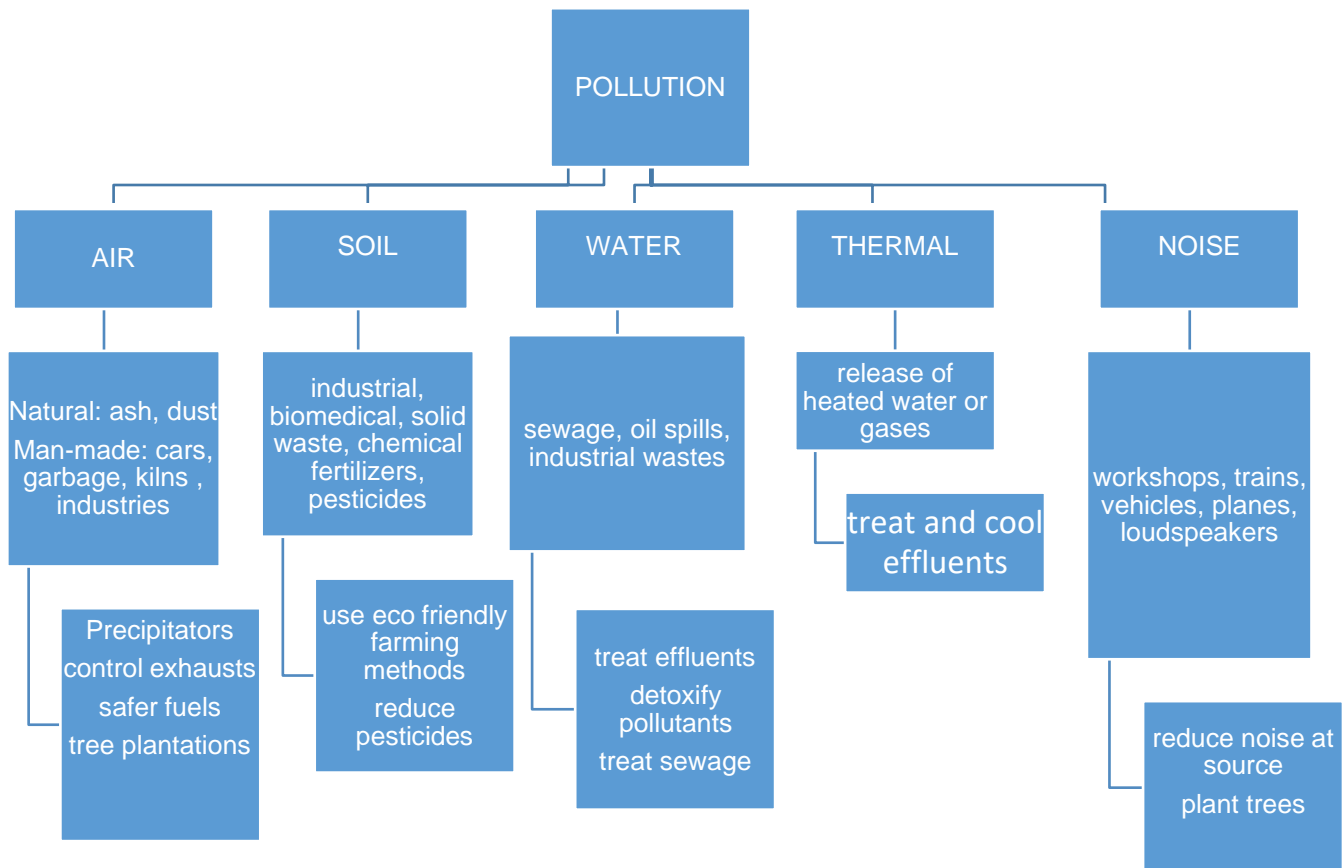 POLLUTION
AIR
SOIL
WATER
THERMAL
NOISE
Natural: ash, dust
Man-made: cars,
garbage, kilns ,
industries
industrial,
biomedical, solid
waste, chemical
fertilizers,
pesticides
sewage, oil spills,
industrial wastes
release of
heated water or
gases
workshops, trains,
vehicles, planes,
loudspeakers
Precipitators
control exhausts
safer fuels
tree plantations
use eco friendly
farming
methods
reduce
pesticides
treat effluents
detoxify
pollutants
treat sewage
treat and cool
effluents
reduce noise at
source
plant trees